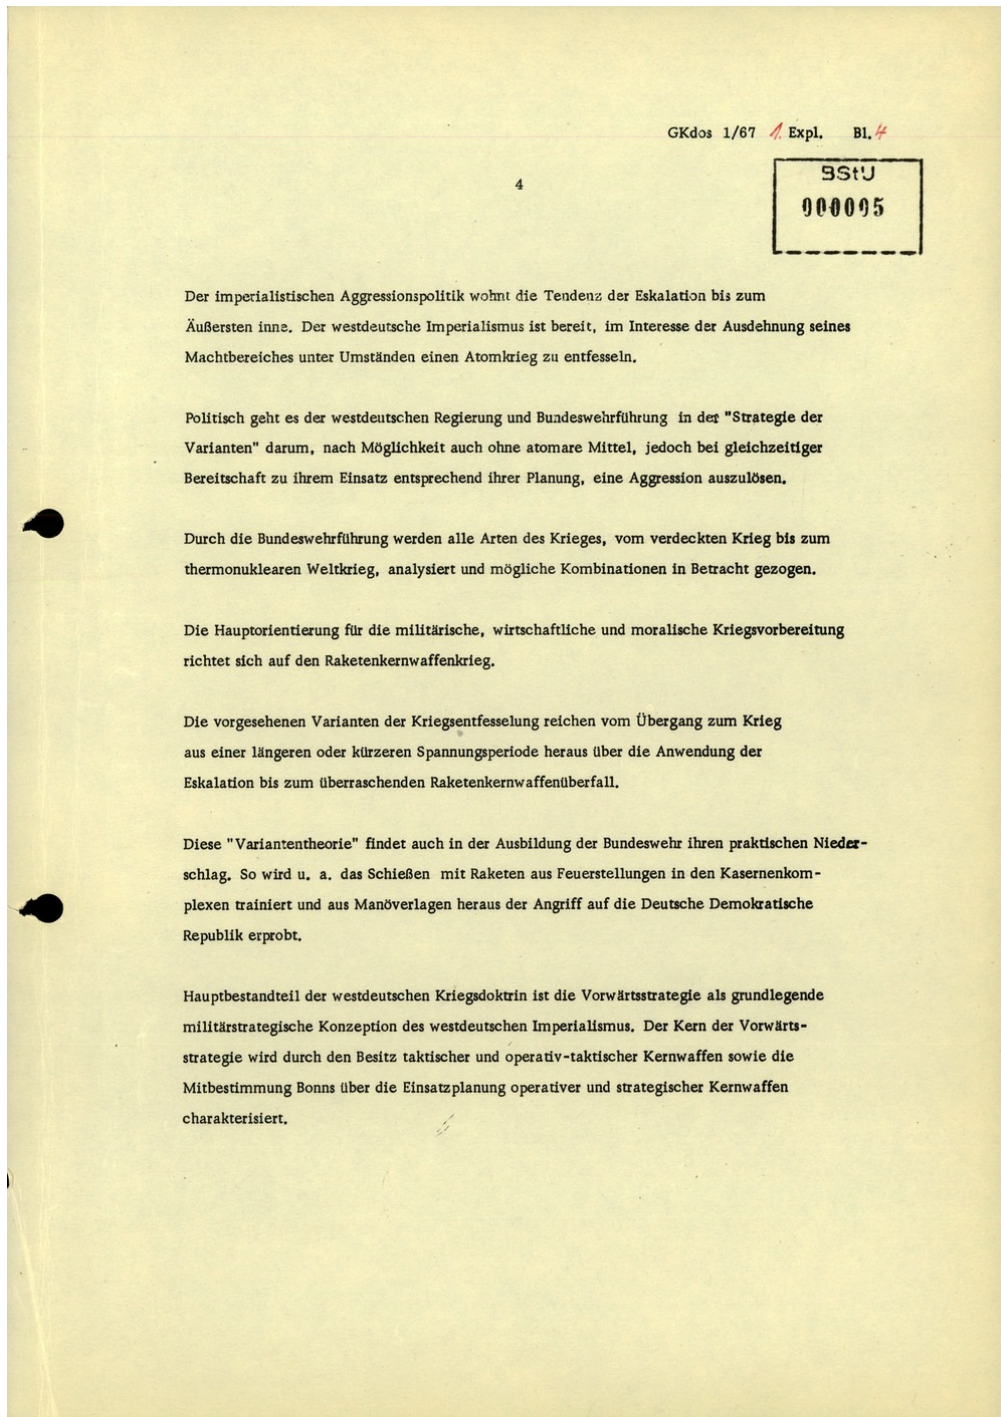 GKdos 1/67 1. Expl. Bl. 4
BStU
000005
4
Der imperialistischen Aggressionspolitik wohnt die Tendenz der Eskalation bis zum
Äußersten inne. Der westdeutsche Imperialismus ist bereit, im Interesse der Ausdehnung seines
Machtbereiches unter Umständen einen Atomkrieg zu entfesseln.
Politisch geht es der westdeutschen Regierung und Bundeswehrführung in der "Strategie der
Varianten" darum, nach Möglichkeit auch ohne atomare Mittel, jedoch bei gleichzeitiger
Bereitschaft zu ihrem Einsatz entsprechend ihrer Planung, eine Aggression auszulösen.
Durch die Bundeswehrführung werden alle Arten des Krieges, vom verdeckten Krieg bis zum
thermonuklearen Weltkrieg, analysiert und mögliche Kombinationen in Betracht gezogen.
Die Hauptorientierung für die militärische, wirtschaftliche und moralische Kriegsvorbereitung
richtet sich auf den Raketenkernwaffenkrieg.
Die vorgesehenen Varianten der Kriegsentfesselung reichen vom Übergang zum Krieg
aus einer längeren oder kürzeren Spannungsperiode heraus über die Anwendung der
Eskalation bis zum überraschenden Raketenkernwaffenüberfall.
Diese "Variantentheorie" findet auch in der Ausbildung der Bundeswehr ihren praktischen Nieder-
schlag. So wird u. a. das Schießen mit Raketen aus Feuerstellungen in den Kasernenkom-
plexen trainiert und aus Manöverlagen heraus der Angriff auf die Deutsche Demokratische
Republik erprobt.
Hauptbestandteil der westdeutschen Kriegsdoktrin ist die Vorwärtsstrategie als grundlegende
militärstrategische Konzeption des westdeutschen Imperialismus. Der Kern der Vorwärts-
strategie wird durch den Besitz taktischer und operativ-taktischer Kernwaffen sowie die
Mitbestimmung Bonns über die Einsatzplanung operativer und strategischer Kernwaffen
charakterisiert.